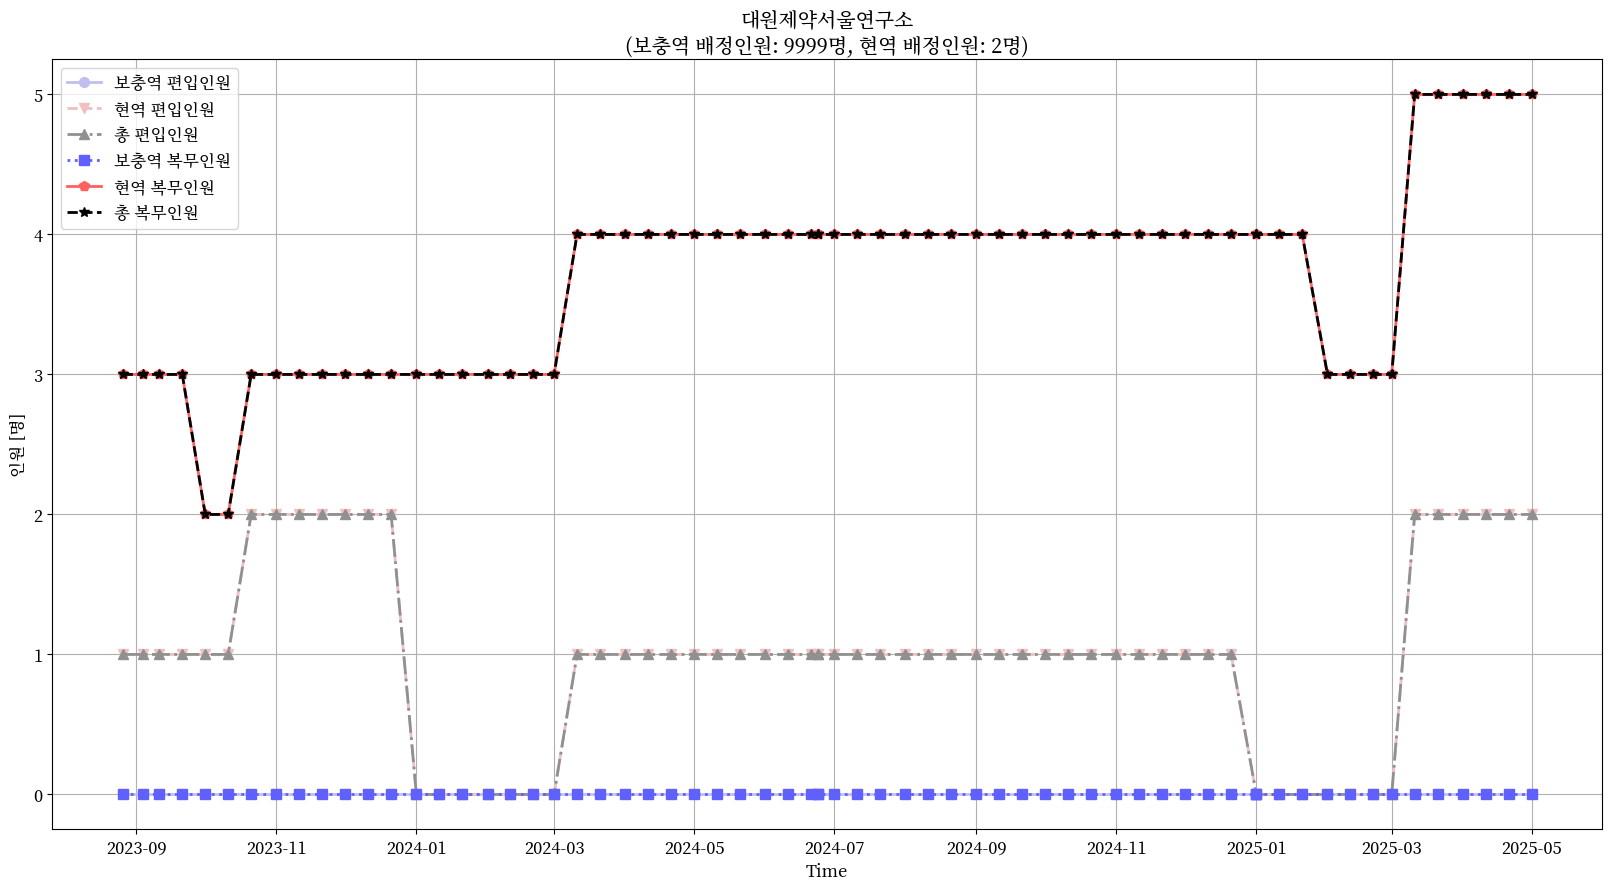 대원제약서울연구소
(보충역 배정인원: 9999명, 현역 배정인원: 2명)
보충역 편입인원
현역 편입인원
총 편입인원
보충역 복무인원
현역 복무인원
총 복무인원
인원 [명]
5
4
3
2
1
0
2023-09 2023-11 2024-01 2024-03 2024-05 2024-07 2024-09 2024-11 2025-01 2025-03 2025-05
Time